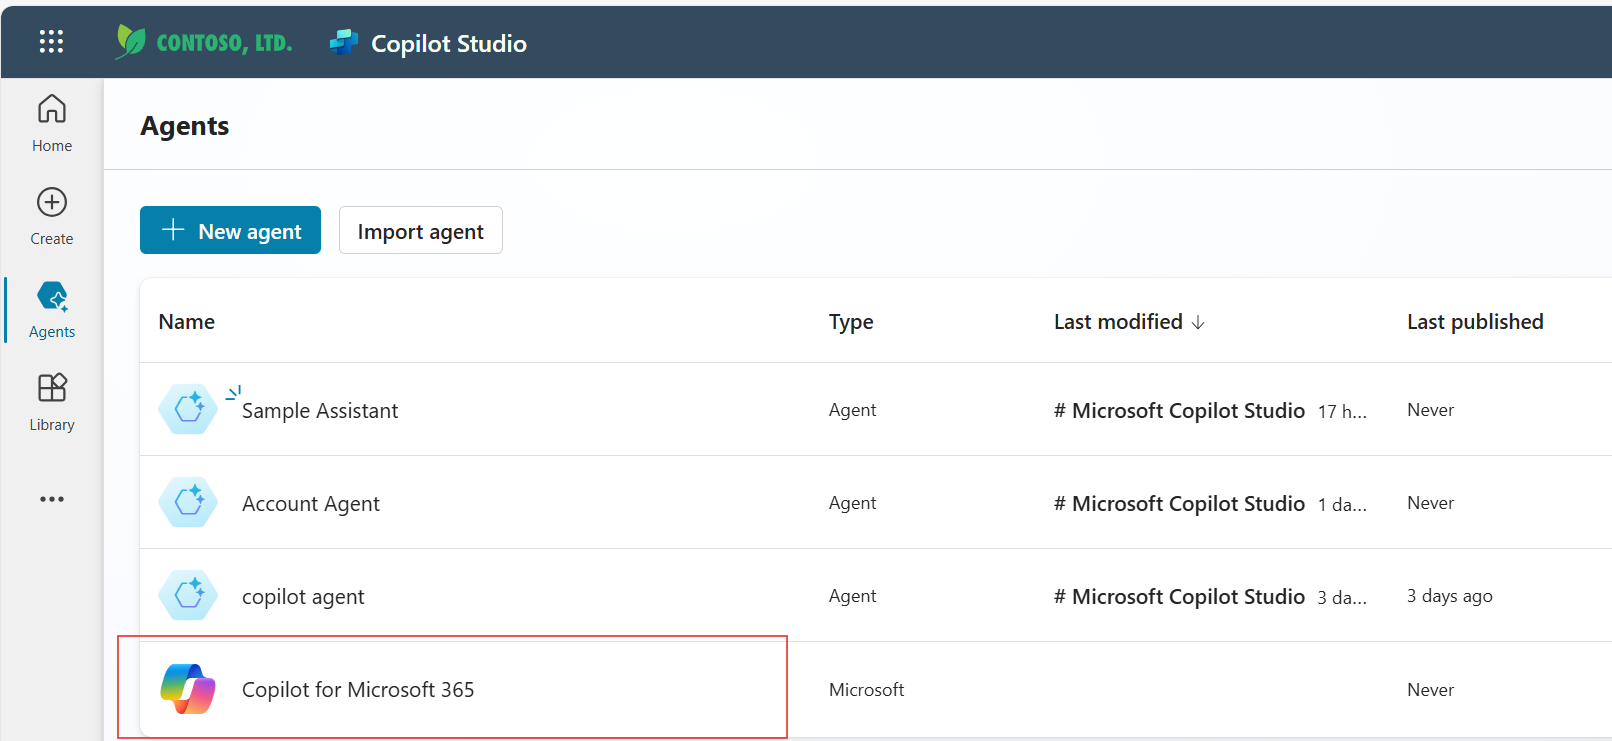 CONTOSO, LTD. Copilot Studio
Home
Create
Agents
Library
Agents
New agent Import agent
Name Type Last modified ↓ Last published
Sample Assistant Agent # Microsoft Copilot Studio 17 h... Never
Account Agent Agent # Microsoft Copilot Studio 1 da... Never
copilot agent Agent # Microsoft Copilot Studio 3 da... 3 days ago
Copilot for Microsoft 365 Microsoft Never